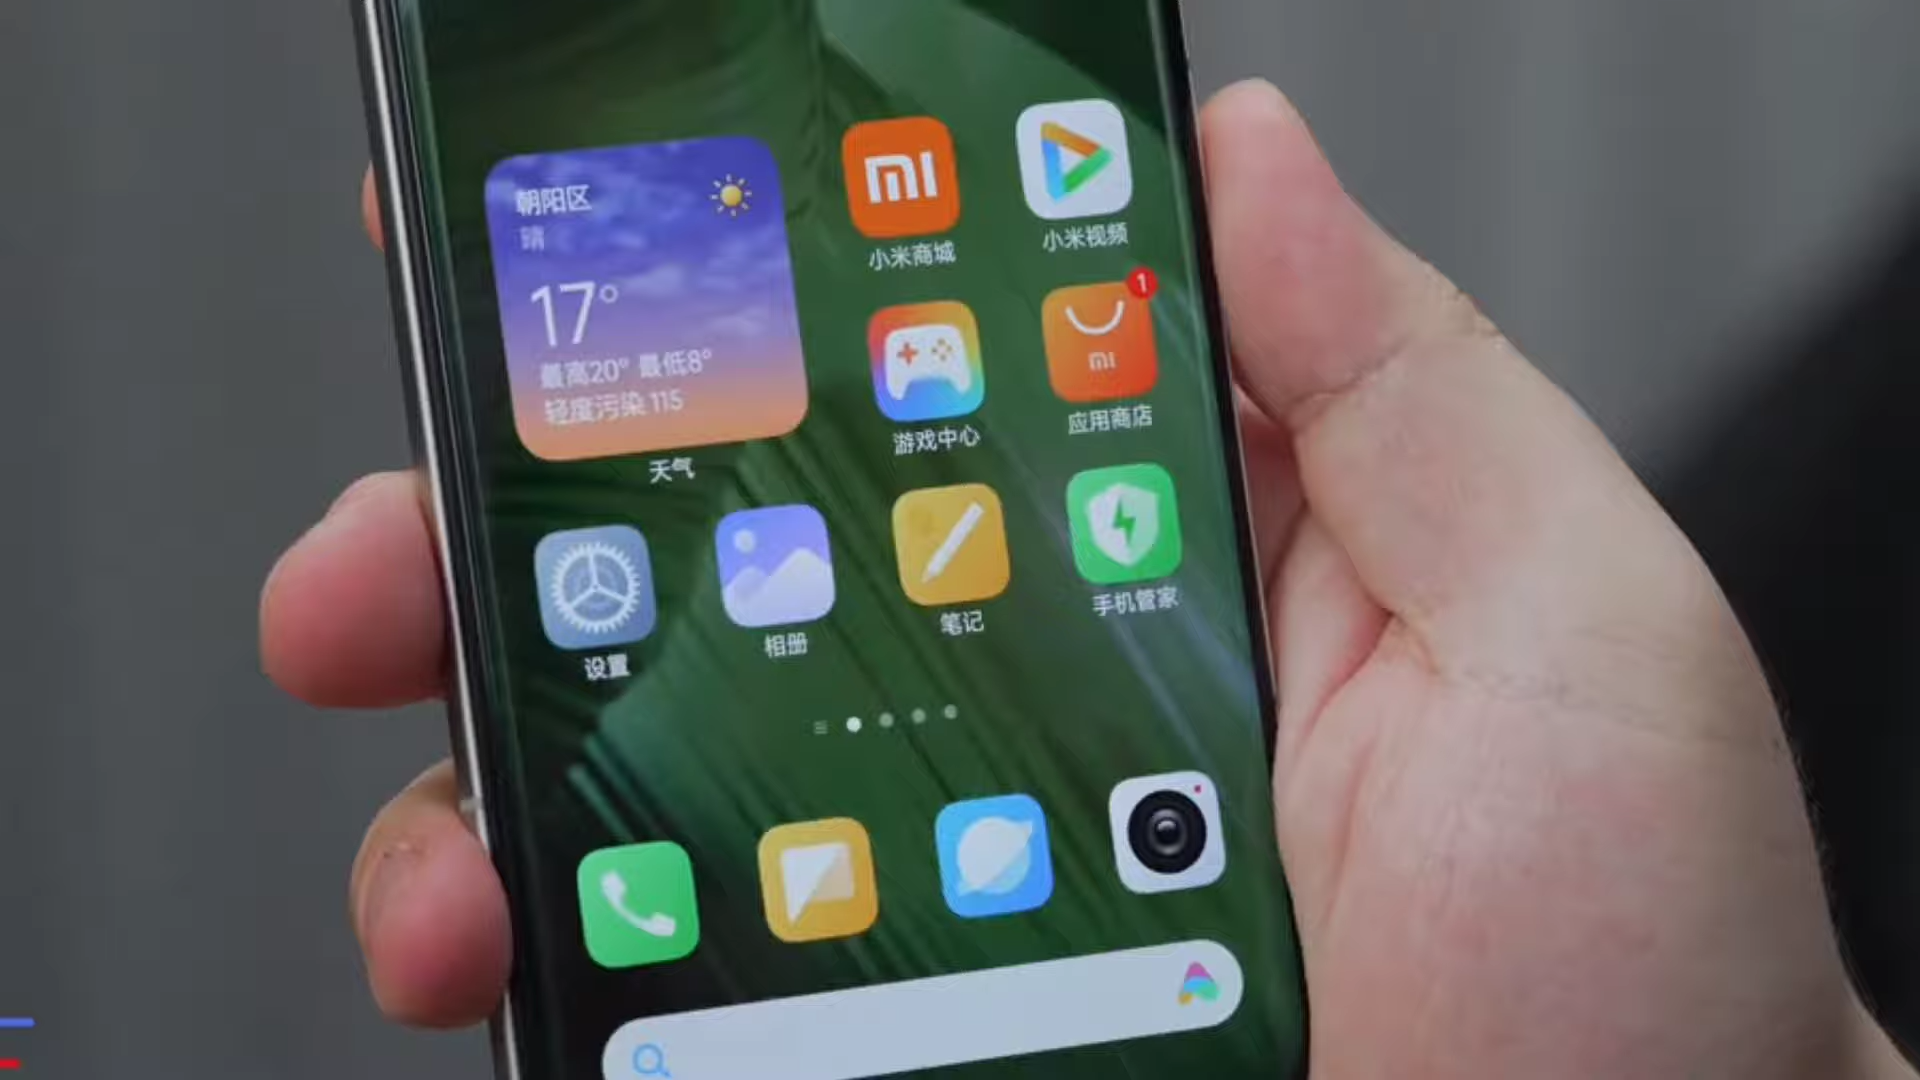 朝阳区
晴
17°
最高20° 最低8°
轻度污染 115
天气
小米商城
小米视频
游戏中心
1
应用商店
设置
相册
笔记
手机管家